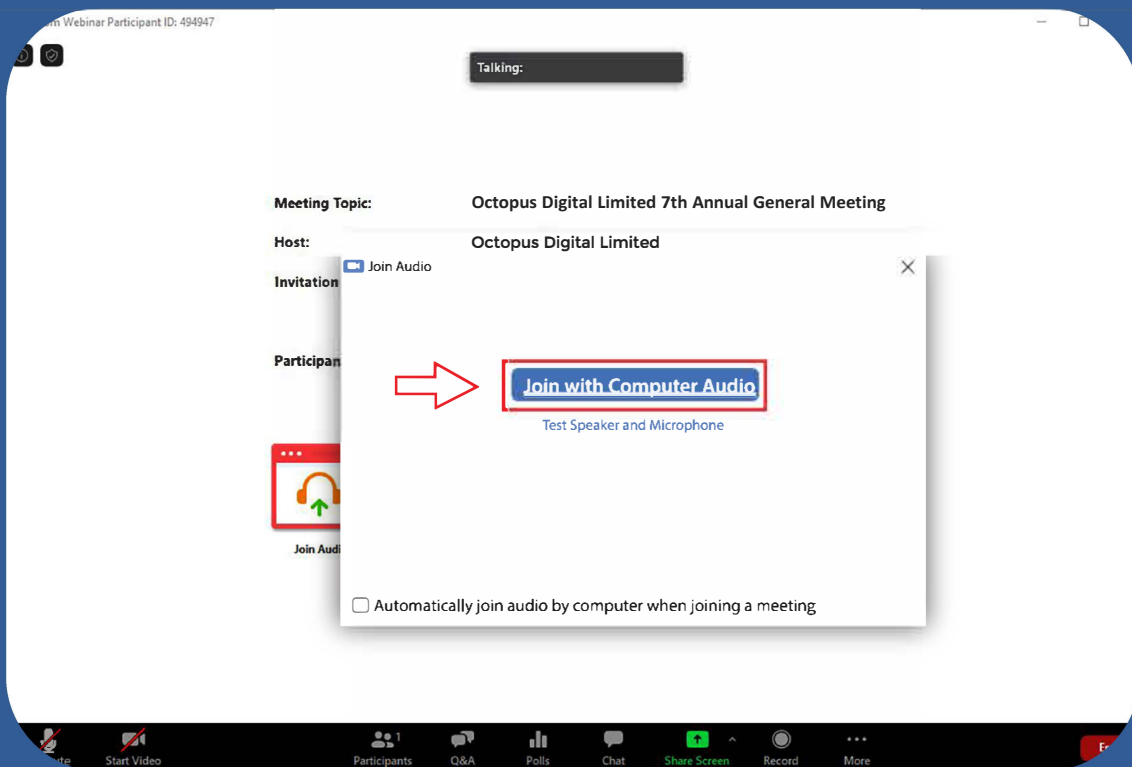 Webinar Participant ID: 494947
Talking:
Meeting Topic: Octopus Digital Limited 7th Annual General Meeting
Host: Octopus Digital Limited
Join Audio
Invitation
Participan
Join with Computer Audio
Test Speaker and Microphone
Join Audi
Automatically join audio by computer when joining a meeting
Start Video
Participants 1
Q&A
Polls
Chat
Share Screen
Record
More